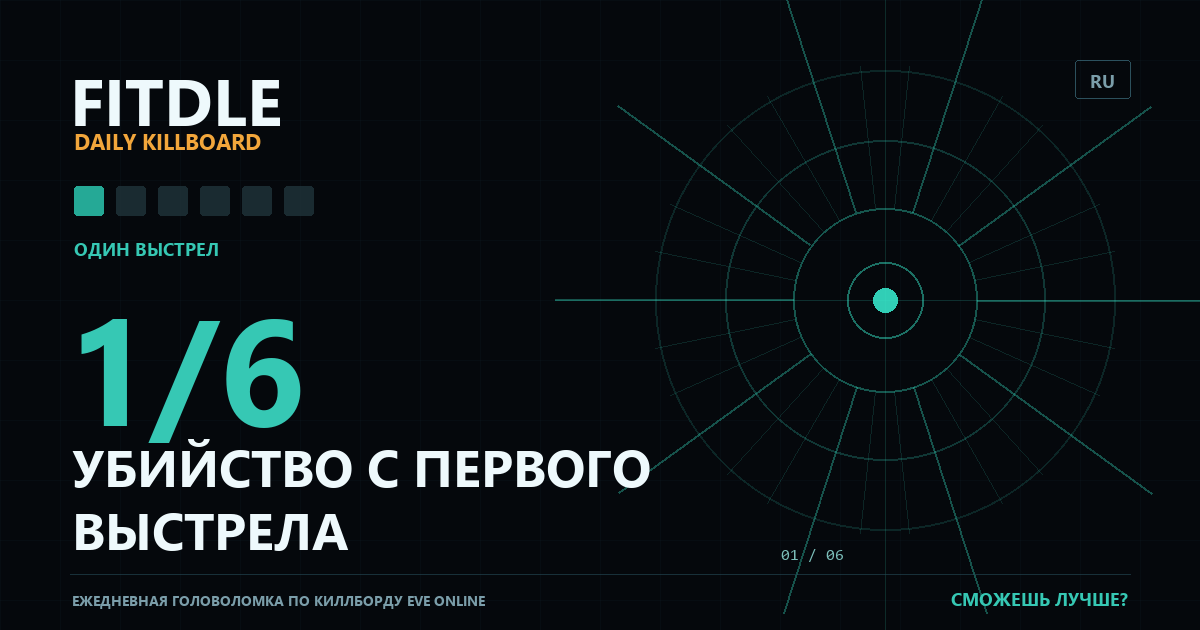 FITDLE
DAILY KILLBOARD
RU
ОДИН ВЫСТРЕЛ
1/6
УБИЙСТВО С ПЕРВОГО
ВЫСТРЕЛА
01 / 06
ЕЖЕДНЕВНАЯ ГОЛОВОЛОМКА ПО КИЛЛБОРДУ EVE ONLINE
СМОЖЕШЬ ЛУЧШЕ?